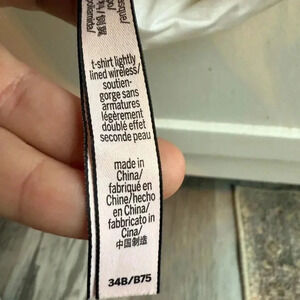 t-shirt lightly
lined wireless/
soutien-
gorge sans
armatures
légèrement
doublé effet
seconde peau
made in
China/
fabriqué en
Chine/hecho
en China/
fabbricato in
Cina/
中国制造
34B/B75